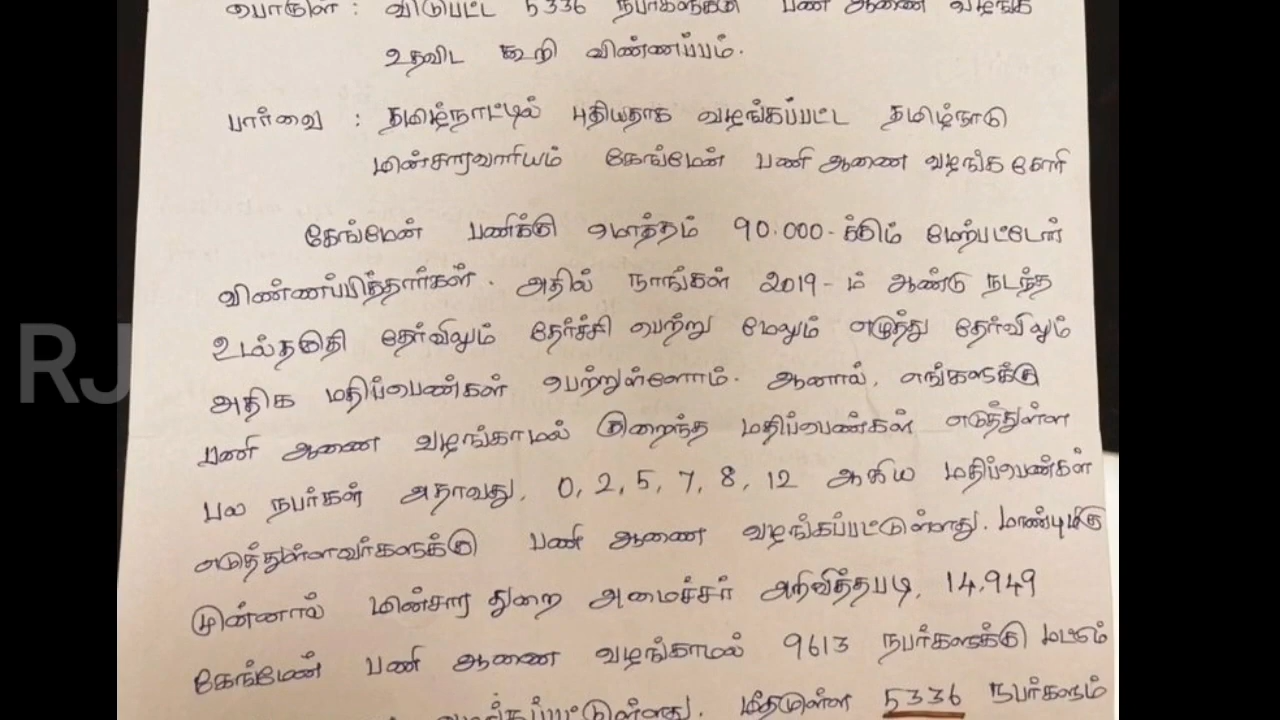 பொருள் : விடுபட்ட 5336 நபர்களுக்கு பணி ஆணை வழங்க
உதவிட கூறி விண்ணப்பம்.
பார்வை : தமிழ்நாட்டில் புதியதாக வழங்கப்பட்ட தமிழ்நாடு
மின்சாரவாரியம் கேங்மேன் பணி ஆணை வழங்க கோரி
கேங்மேன் பணிக்கு மொத்தம் 90.000-க்கும் மேற்பட்டோர்
விண்ணப்பித்தார்கள். அதில் நாங்கள் 2019-ம் ஆண்டு நடந்த
உடல்தகுதி தேர்விலும் தேர்ச்சி பெற்று மேலும் எழுத்து தேர்விலும்
RJ
அதிக மதிப்பெண்கள் பெற்றுள்ளோம். ஆனால், எங்களுக்கு
பணி ஆணை வழங்காமல் குறைந்த மதிப்பெண்கள் எடுத்துள்ள
பல நபர்கள் அதாவது, 0, 2, 5, 7, 8, 12 ஆகிய மதிப்பெண்கள்
எடுத்துள்ளவர்களுக்கு பணி ஆணை வழங்கப்பட்டுள்ளது. மாண்புமிகு
முன்னால் மின்சார துறை அமைச்சர் அறிவித்தபடி, 14,949
கேங்மேன் பணி ஆணை வழங்காமல் 9613 நபர்களுக்கு மட்டும்
வழங்கப்பட்டுள்ளது. மீதமுள்ள 5336 நபர்களும்